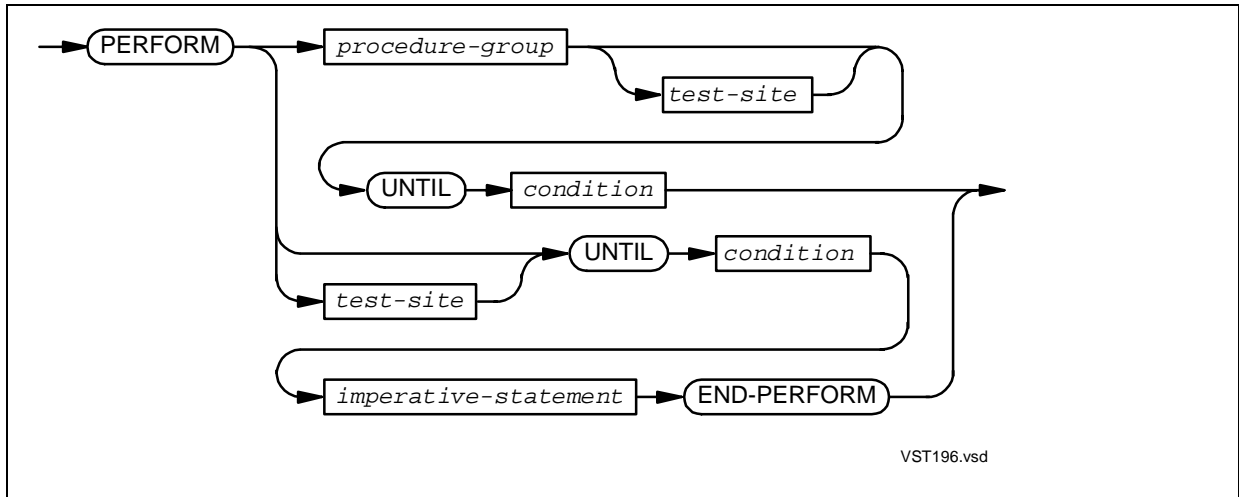 PERFORM procedure-group
test-site
UNTIL condition
UNTIL condition
test-site
imperative-statement END-PERFORM
VST196.vsd